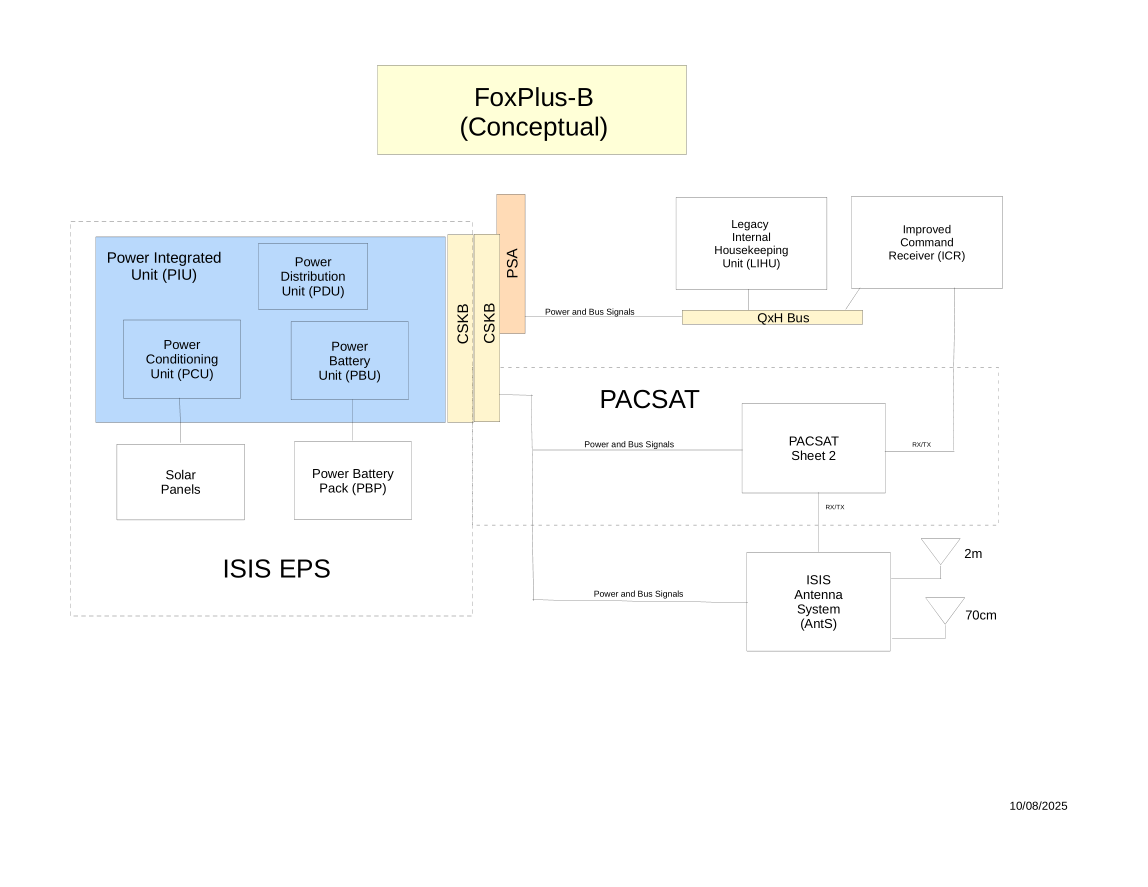 FoxPlus-B
(Conceptual)
Power Integrated
Unit (PIU)
Power
Distribution
Unit (PDU)
Power
Conditioning
Unit (PCU)
Power
Battery
Unit (PBU)
CSKB
CSKB
PSA
Legacy
Internal
Housekeeping
Unit (LIHU)
Improved
Command
Receiver (ICR)
Power and Bus Signals
QxH Bus
PACSAT
Power and Bus Signals
PACSAT
Sheet 2
RX/TX
RX/TX
Solar
Panels
Power Battery
Pack (PBP)
ISIS EPS
Power and Bus Signals
ISIS
Antenna
System
(AntS)
2m
70cm
10/08/2025